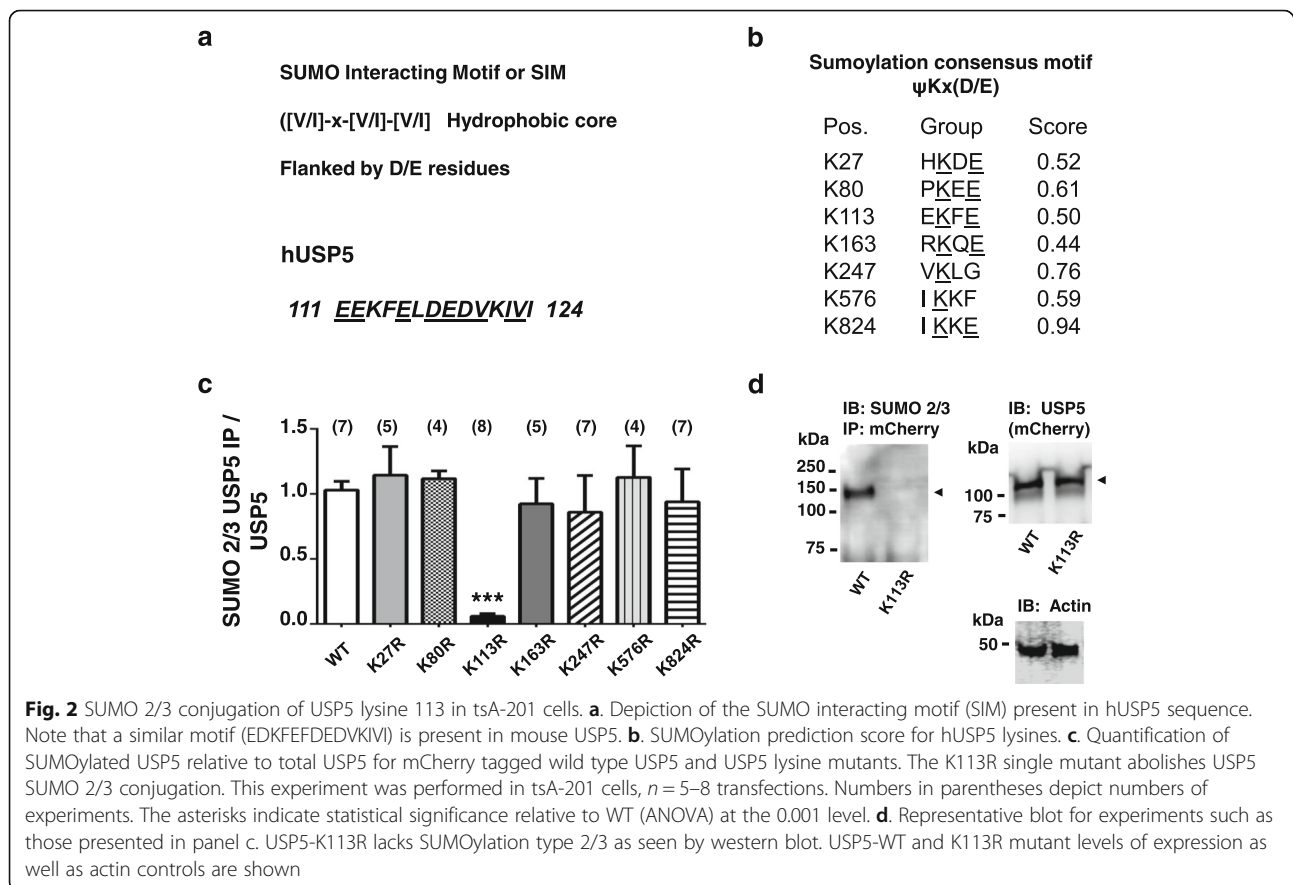 a
SUMO Interacting Motif or SIM
([V/I]-x-[V/I]-[V/I] Hydrophobic core
Flanked by D/E residues
hUSP5
111 EEKFELDEDVKIVI 124
b
Sumoylation consensus motif
ψKx(D/E)
Pos. Group Score
K27 HKDE 0.52
K80 PKEE 0.61
K113 EKFE 0.50
K163 RKQE 0.44
K247 VKLG 0.76
K576 I KKF 0.59
K824 I KKE 0.94
c
SUMO 2/3 USP5 IP /
USP5
(7) (5) (4) (8) (5) (7) (4) (7)
1.5
1.0
0.5
0.0
***
WT K27R K80R K113R K163R K247R K576R K824R
d
IB: SUMO 2/3
IP: mCherry
kDa
250
150
100
75
WT K113R
IB: USP5
(mCherry)
kDa
100
75
WT K113R
IB: Actin
kDa
50
Fig. 2 SUMO 2/3 conjugation of USP5 lysine 113 in tsA-201 cells. a. Depiction of the SUMO interacting motif (SIM) present in hUSP5 sequence.
Note that a similar motif (EDKFEFDEDVKIVI) is present in mouse USP5. b. SUMOylation prediction score for hUSP5 lysines. c. Quantification of
SUMOylated USP5 relative to total USP5 for mCherry tagged wild type USP5 and USP5 lysine mutants. The K113R single mutant abolishes USP5
SUMO 2/3 conjugation. This experiment was performed in tsA-201 cells, n = 5–8 transfections. Numbers in parentheses depict numbers of
experiments. The asterisks indicate statistical significance relative to WT (ANOVA) at the 0.001 level. d. Representative blot for experiments such as
those presented in panel c. USP5-K113R lacks SUMOylation type 2/3 as seen by western blot. USP5-WT and K113R mutant levels of expression as
well as actin controls are shown